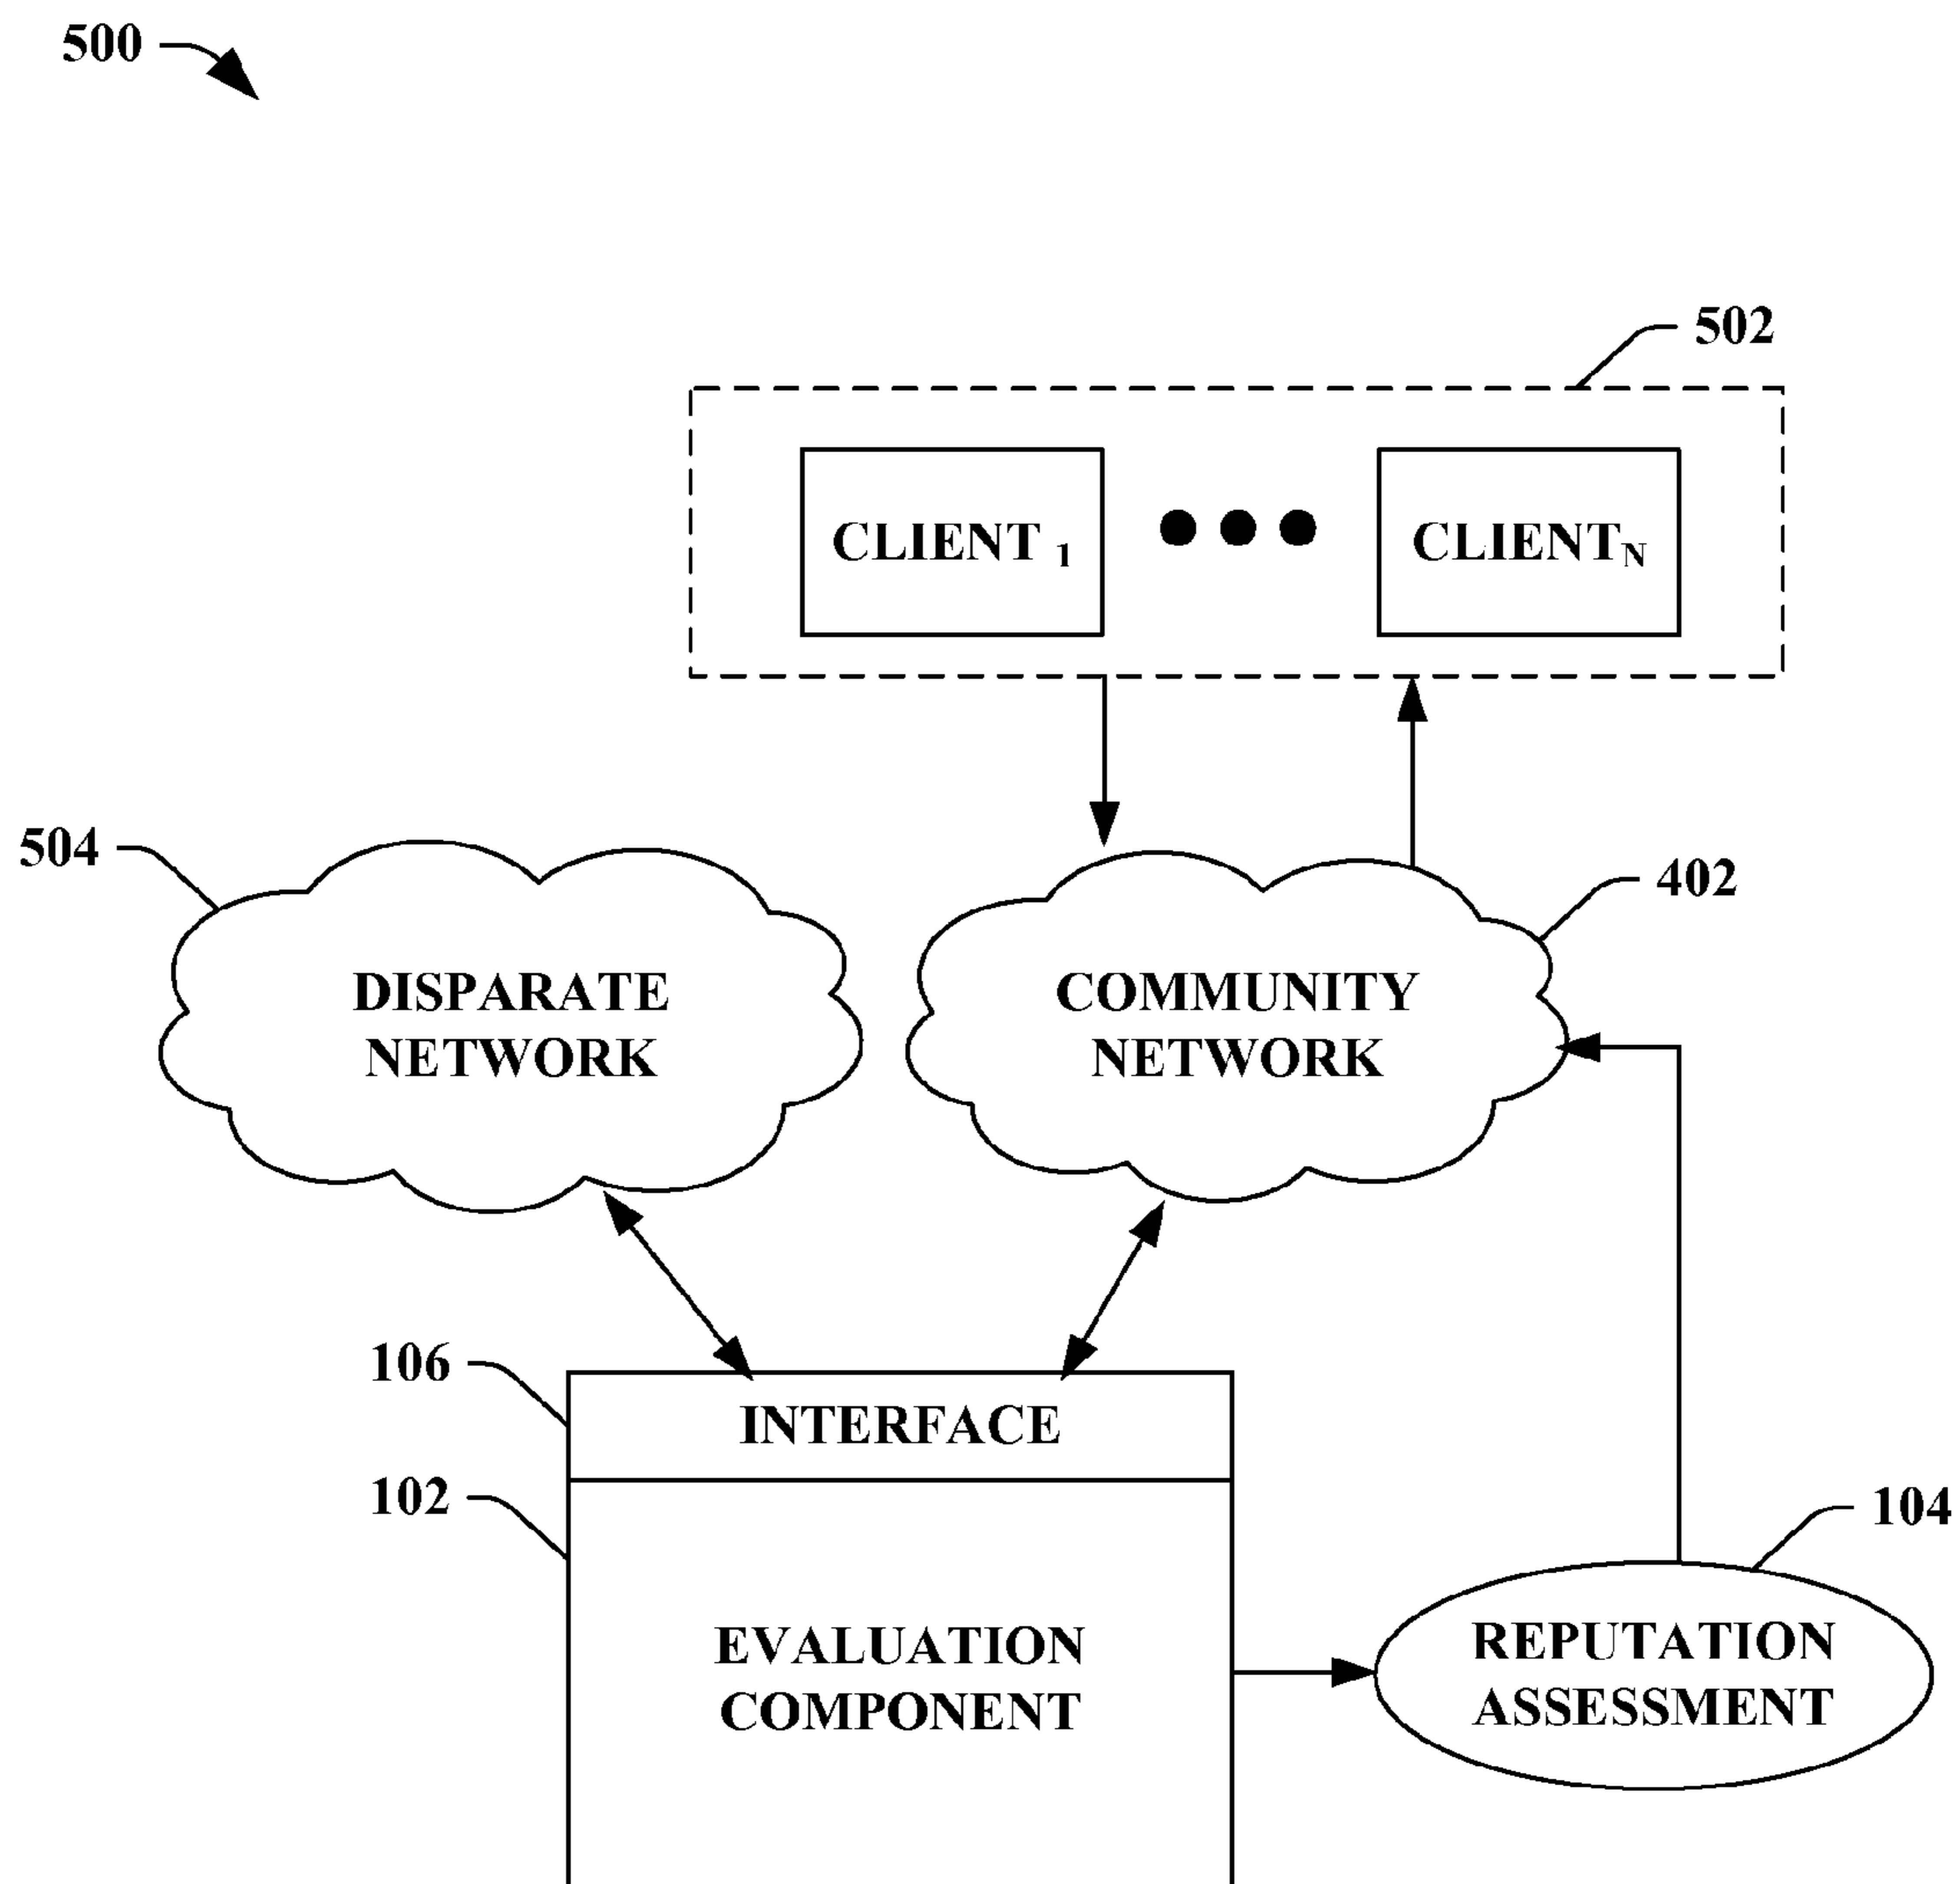 500
502
CLIENT 1
CLIENTN
504
402
DISPARATE
NETWORK
COMMUNITY
NETWORK
106
INTERFACE
102
104
EVALUATION
COMPONENT
REPUTATION
ASSESSMENT